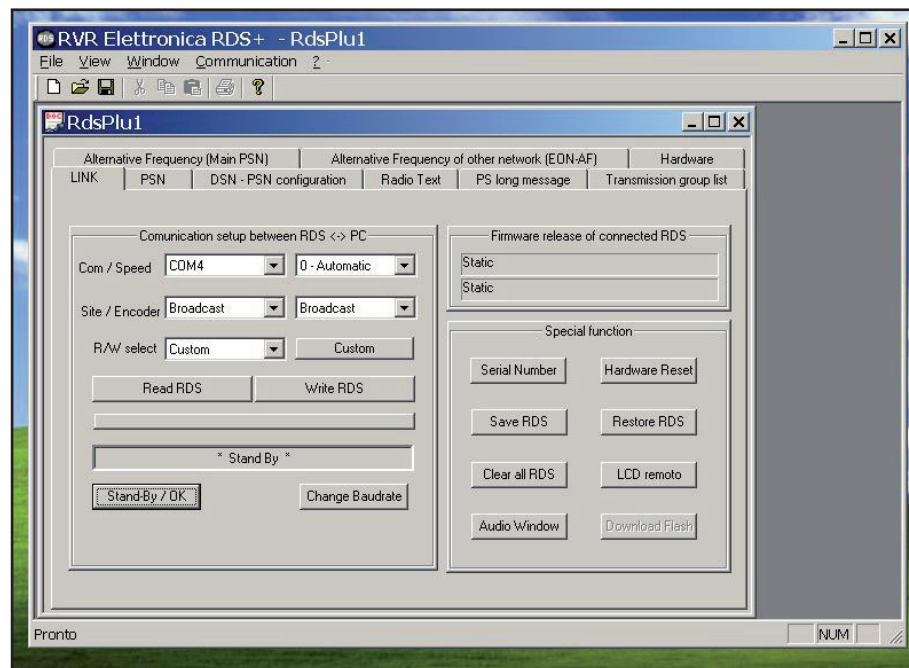 RDS RVR Elettronica RDS+ - RdsPlu1
File View Window Communication ?
RdsPlu1
Alternative Frequency (Main PSN) Alternative Frequency of other network (EON-AF) Hardware
LINK PSN DSN - PSN configuration Radio Text PS long message Transmission group list
Comunication setup between RDS <-> PC
Com / Speed COM4 0 - Automatic
Site / Encoder Broadcast Broadcast
R/W select Custom Custom
Read RDS Write RDS
* Stand By *
Stand-By / OK Change Baudrate
Firmware release of connected RDS
Static
Static
Special function
Serial Number Hardware Reset
Save RDS Restore RDS
Clear all RDS LCD remoto
Audio Window Download Flash
Pronto NUM